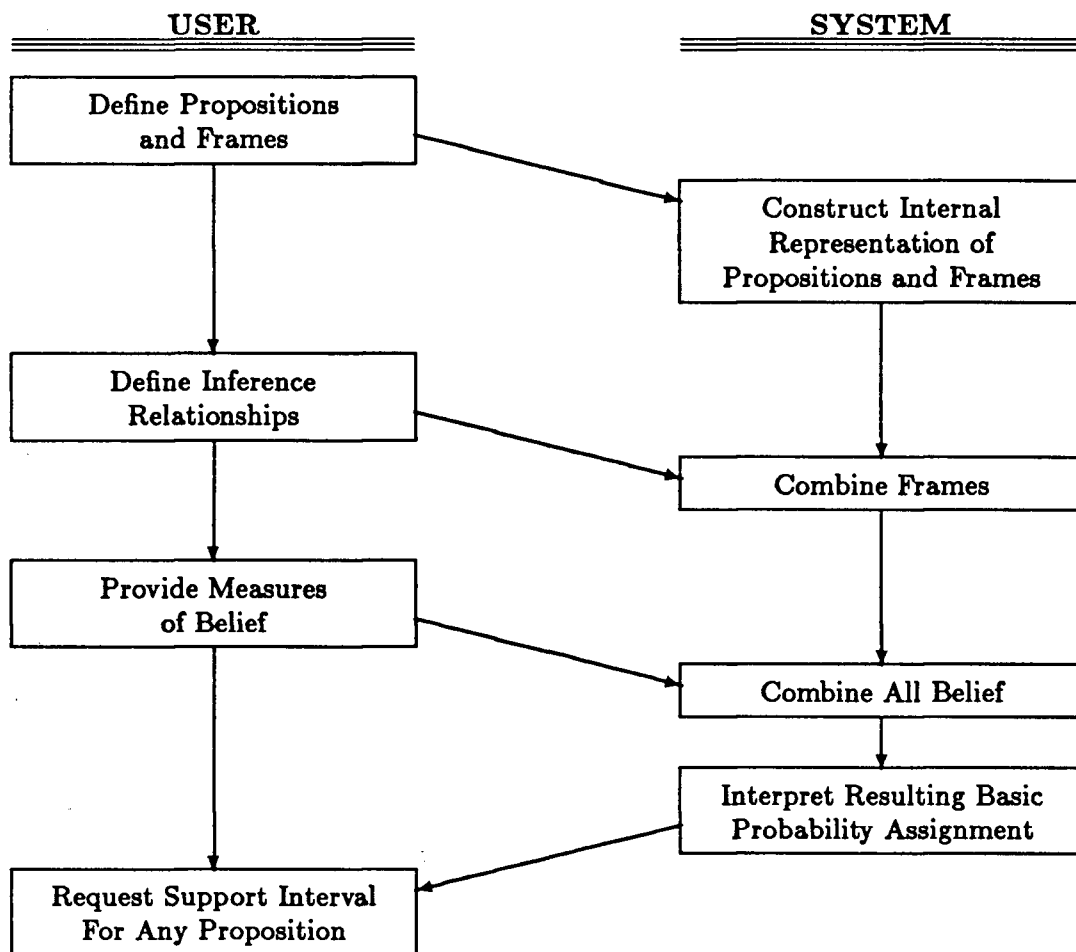 USER
Define Propositions
and Frames
Define Inference
Relationships
Provide Measures
of Belief
Request Support Interval
For Any Proposition
SYSTEM
Construct Internal
Representation of
Propositions and Frames
Combine Frames
Combine All Belief
Interpret Resulting Basic
Probability Assignment